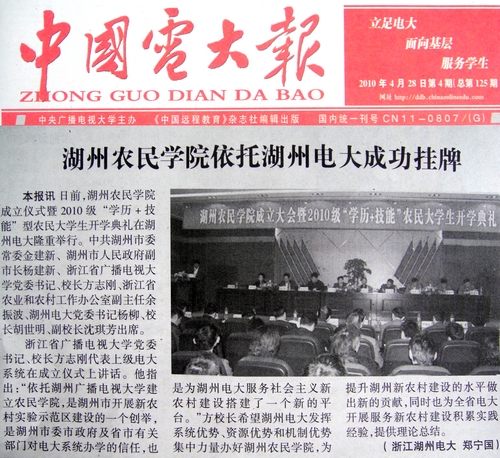 中國電大報
ZHONG GUO DIAN DA BAO
立足电大
面向基层
服务学生
2010年4月28日第4期(总第125期)
中央广播电视大学主办 《中国远程教育》杂志社编辑出版 国内统一刊号CN11-0807/(G)
湖州农民学院依托湖州电大成功挂牌
本报讯 日前,湖州农民学院
成立仪式暨2010级“学历+技
能”型农民大学生开学典礼在湖
州电大隆重举行。中共湖州市委
常委金建新、湖州市人民政府副
市长杨建新、浙江省广播电视大
学党委书记、校长方志刚、浙江省
农业和农村工作办公室副主任余
振波、湖州电大党委书记杨柳、校
长胡世明、副校长沈琪芳出席。
浙江省广播电视大学党委
书记、校长方志刚代表上级电大
系统在成立仪式上讲话。他指
出:“依托湖州广播电视大学建
立农民学院,是湖州市开展新农
村实验示范区建设的一个创举,
是湖州市委市政府及省市有关
部门对电大系统办学的信任,也
湖州农民学院成立大会暨2010级“学历+技能”农民大学生开学典礼
是为湖州电大服务社会主义新
农村建设搭建了一个新的平
台。”方校长希望湖州电大发挥
系统优势、资源优势和机制优势
集中力量办好湖州农民学院,为
提升湖州新农村建设的水平做
出新的贡献,同时也为全省电大
开展服务新农村建设积累实践
经验,提供理论总结。
(浙江湖州电大 郑宁国)